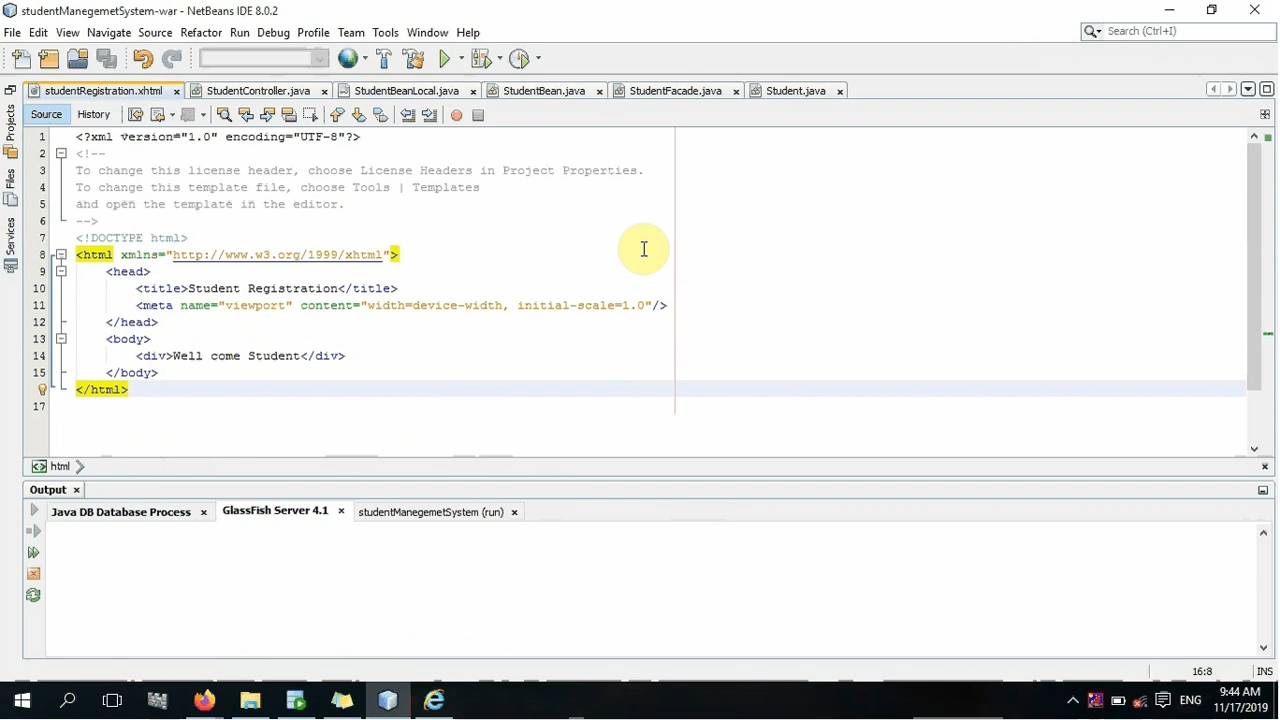 studentManegemetSystem-war - NetBeans IDE 8.0.2
File Edit View Navigate Source Refactor Run Debug Profile Team Tools Window Help
Search (Ctrl+I)
studentRegistration.xhtml StudentController.java StudentBeanLocal.java StudentBean.java StudentFacade.java Student.java
Source History
Projects
Files
Services
1 <?xml version="1.0" encoding="UTF-8"?>
2 <!--
3 To change this license header, choose License Headers in Project Properties.
4 To change this template file, choose Tools | Templates
5 and open the template in the editor.
6 -->
7 <!DOCTYPE html>
8 <html xmlns="http://www.w3.org/1999/xhtml">
9 <head>
10 <title>Student Registration</title>
11 <meta name="viewport" content="width=device-width, initial-scale=1.0"/>
12 </head>
13 <body>
14 <div>Well come Student</div>
15 </body>
</html>
17
html
Output
Java DB Database Process GlassFish Server 4.1 studentManegemetSystem (run)
16:8 INS
ENG
9:44 AM
11/17/2019